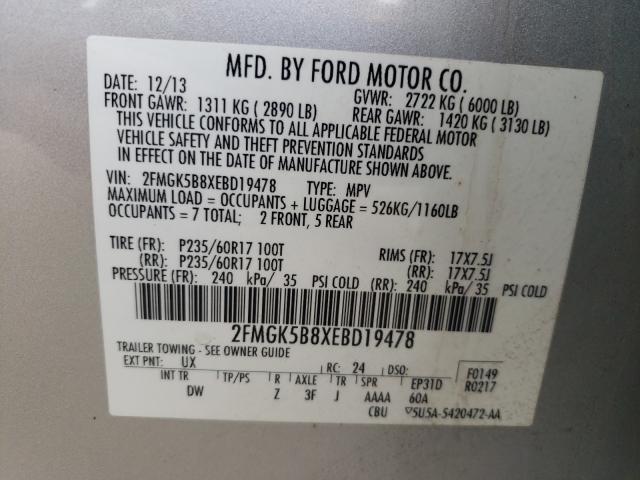 MFD. BY FORD MOTOR CO.
DATE: 12/13 GVWR: 2722 KG ( 6000 LB)
FRONT GAWR: 1311 KG ( 2890 LB) REAR GAWR: 1420 KG ( 3130 LB)
THIS VEHICLE CONFORMS TO ALL APPLICABLE FEDERAL MOTOR
VEHICLE SAFETY AND THEFT PREVENTION STANDARDS
IN EFFECT ON THE DATE OF MANUFACTURE SHOWN ABOVE.
VIN: 2FMGK5B8XEBD19478 TYPE: MPV
MAXIMUM LOAD = OCCUPANTS + LUGGAGE = 526KG/1160LB
OCCUPANTS = 7 TOTAL; 2 FRONT, 5 REAR
TIRE (FR): P235/60R17 100T RIMS (FR): 17X7.5J
(RR): P235/60R17 100T (RR): 17X7.5J
PRESSURE (FR): 240 kPa/ 35 PSI COLD (RR): 240 kPa/ 35 PSI COLD
2FMGK5B8XEBD19478
TRAILER TOWING - SEE OWNER GUIDE
EXT PNT: UX RC: 24 DSO: F0149
INT TR TP/PS R AXLE TR SPR EP31D R0217
DW Z 3F J AAAA 60A
CBU 5U5A-5420472-AA